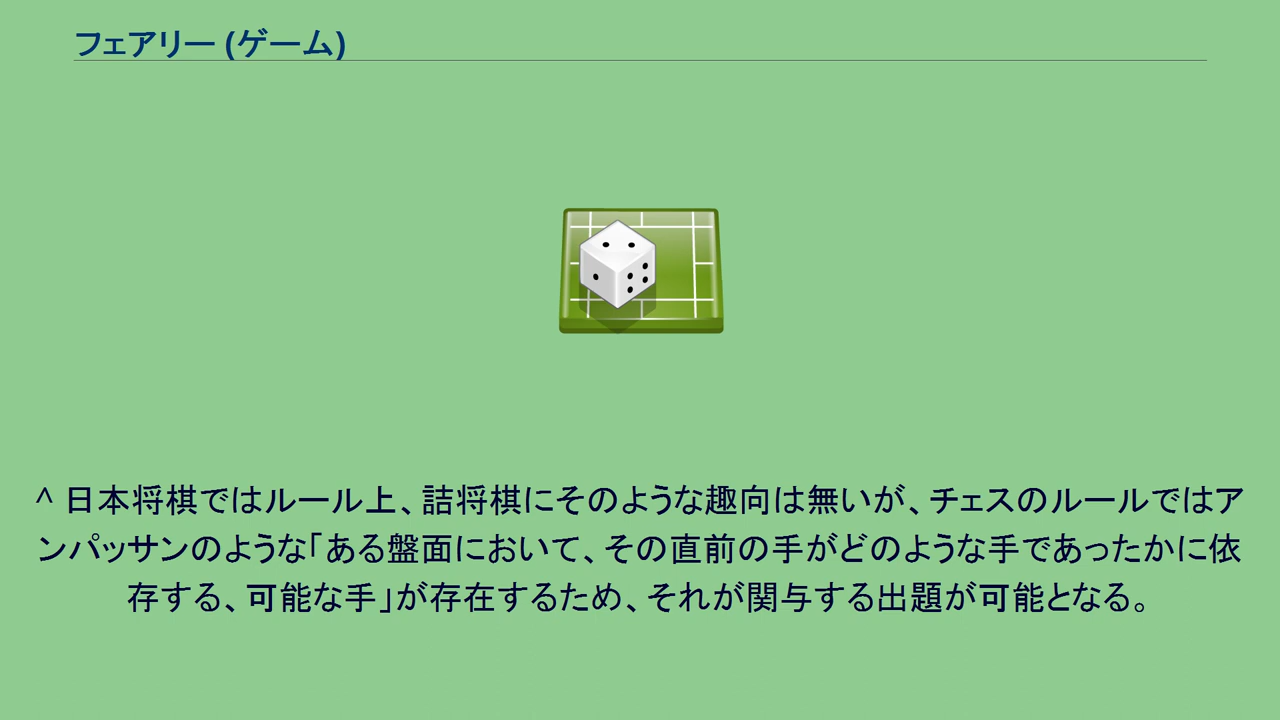 フェアリー (ゲーム)
^ 日本将棋ではルール上、詰将棋にそのような趣向は無いが、チェスのルールではア
ンパッサンのような「ある盤面において、その直前の手がどのような手であったかに依
存する、可能な手」が存在するため、それが関与する出題が可能となる。